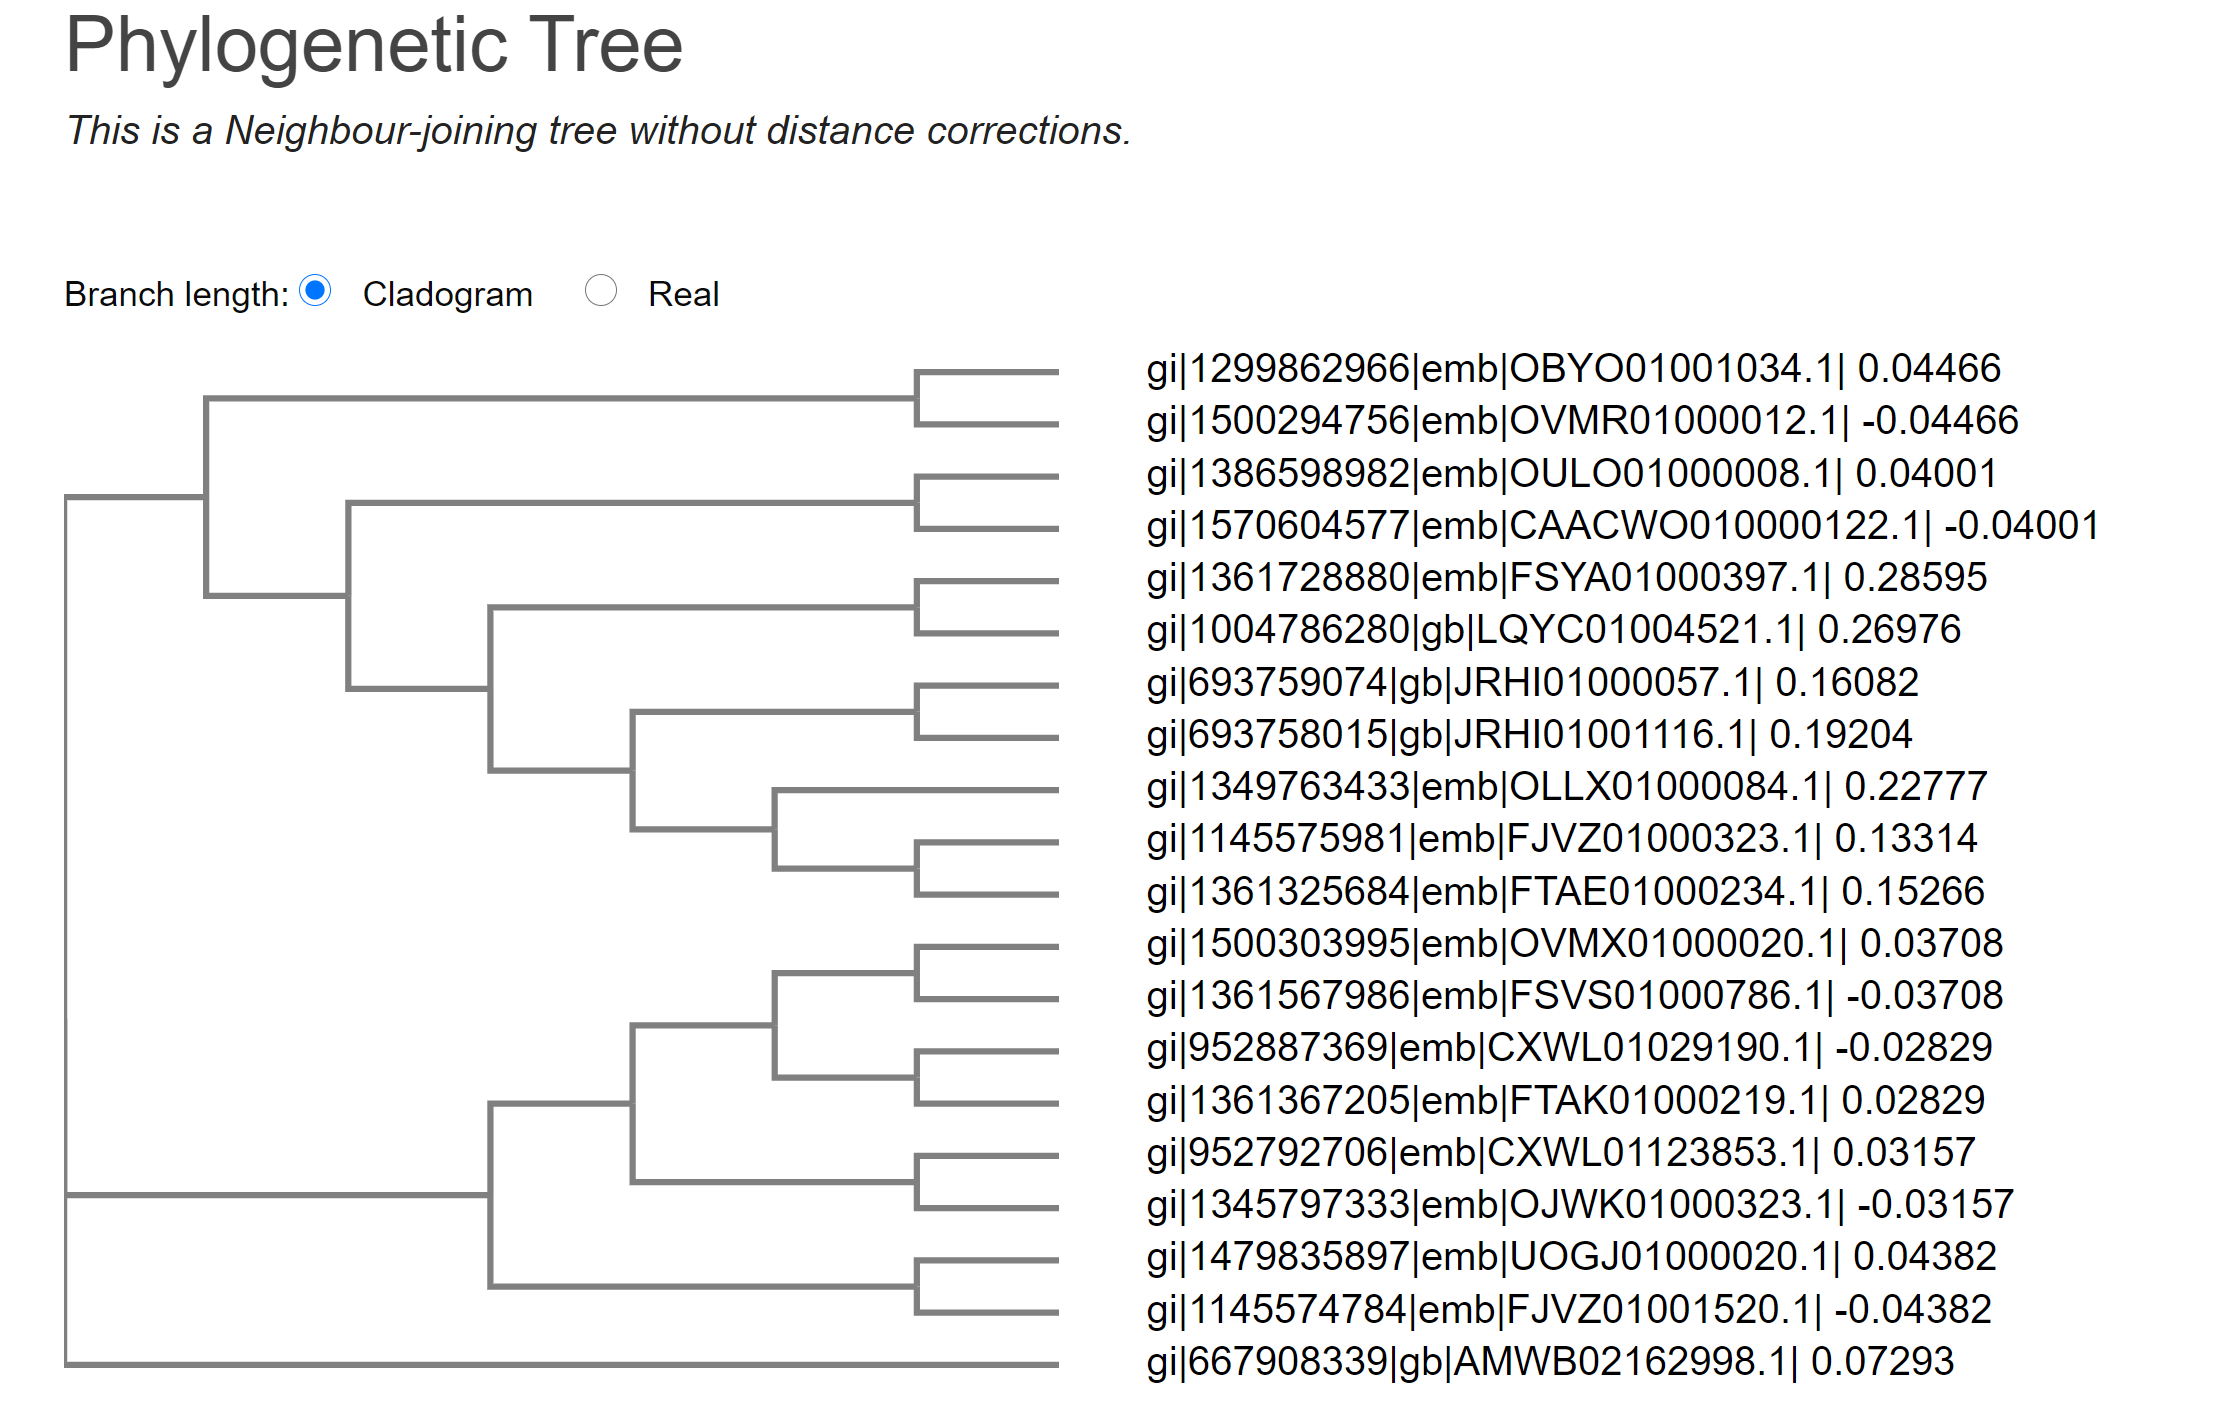 Phylogenetic Tree
This is a Neighbour-joining tree without distance corrections.
Branch length: Cladogram Real
gi|1299862966|emb|OBYO01001034.1| 0.04466
gi|1500294756|emb|OVMR01000012.1| -0.04466
gi|1386598982|emb|OULO01000008.1| 0.04001
gi|1570604577|emb|CAACWO010000122.1| -0.04001
gi|1361728880|emb|FSYA01000397.1| 0.28595
gi|1004786280|gb|LQYC01004521.1| 0.26976
gi|693759074|gb|JRHI01000057.1| 0.16082
gi|693758015|gb|JRHI01001116.1| 0.19204
gi|1349763433|emb|OLLX01000084.1| 0.22777
gi|1145575981|emb|FJVZ01000323.1| 0.13314
gi|1361325684|emb|FTAE01000234.1| 0.15266
gi|1500303995|emb|OVMX01000020.1| 0.03708
gi|1361567986|emb|FSVS01000786.1| -0.03708
gi|952887369|emb|CXWL01029190.1| -0.02829
gi|1361367205|emb|FTAK01000219.1| 0.02829
gi|952792706|emb|CXWL01123853.1| 0.03157
gi|1345797333|emb|OJWK01000323.1| -0.03157
gi|1479835897|emb|UOGJ01000020.1| 0.04382
gi|1145574784|emb|FJVZ01001520.1| -0.04382
gi|667908339|gb|AMWB02162998.1| 0.07293